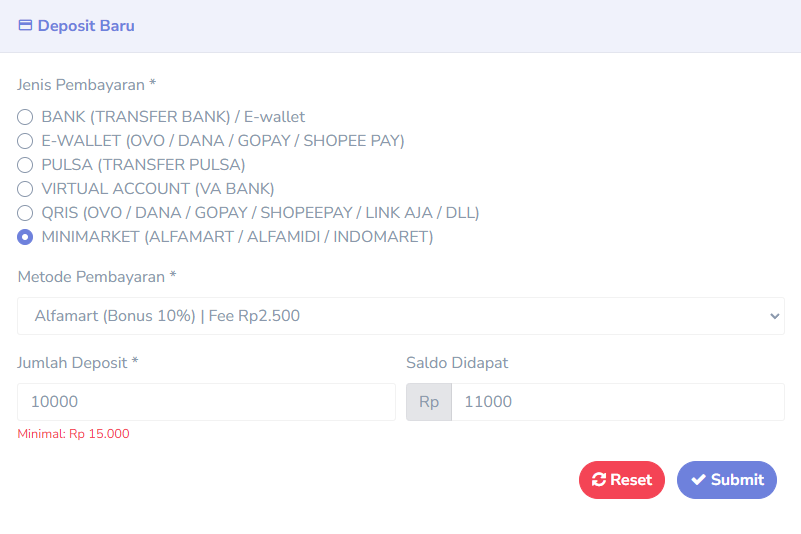 Deposit Baru
Jenis Pembayaran *
BANK (TRANSFER BANK) / E-wallet
E-WALLET (OVO / DANA / GOPAY / SHOPEE PAY)
PULSA (TRANSFER PULSA)
VIRTUAL ACCOUNT (VA BANK)
QRIS (OVO / DANA / GOPAY / SHOPEEPAY / LINK AJA / DLL)
MINIMARKET (ALFAMART / ALFAMIDI / INDOMARET)
Metode Pembayaran *
Alfamart (Bonus 10%) | Fee Rp2.500
Jumlah Deposit *
10000
Minimal: Rp 15.000
Saldo Didapat
Rp 11000
Reset
Submit